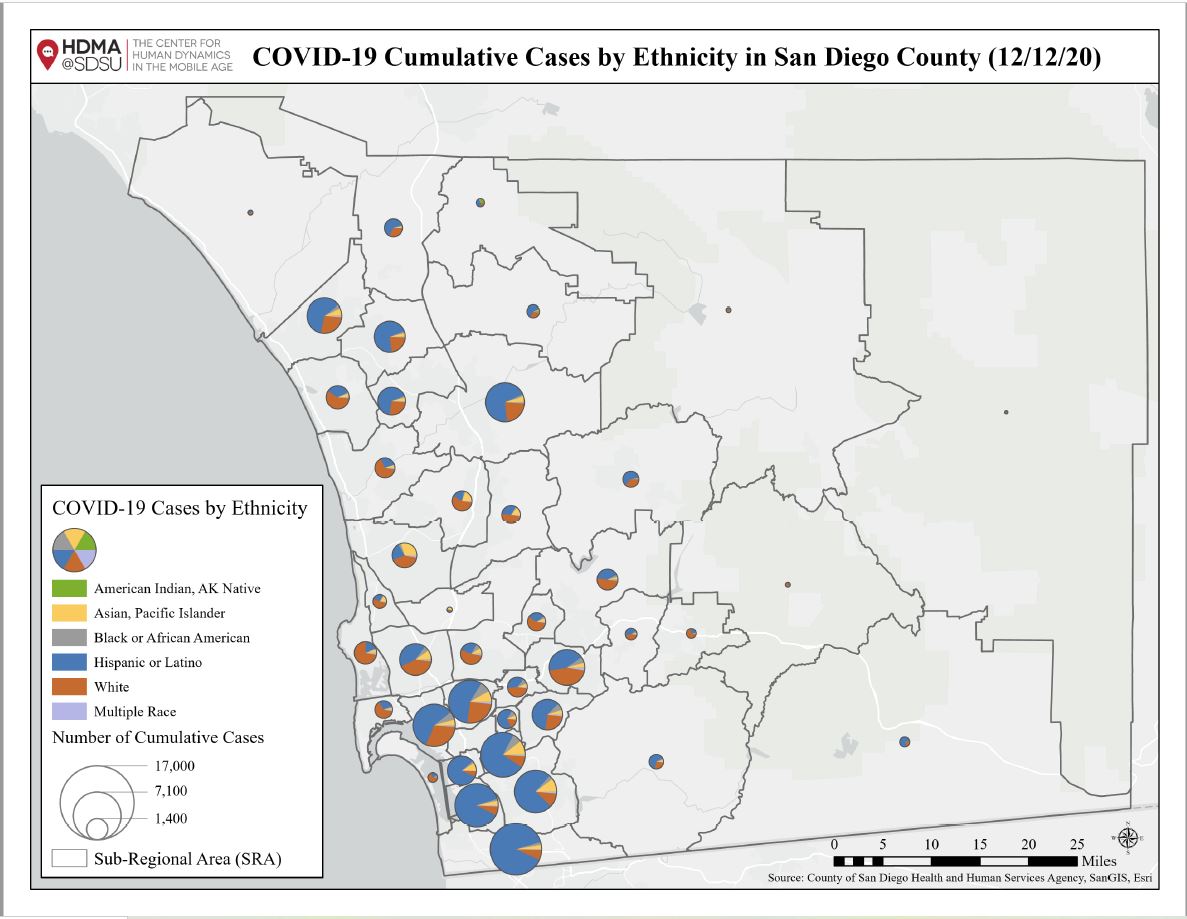 HDMA
@SDSU
THE CENTER FOR
HUMAN DYNAMICS
IN THE MOBILE AGE
COVID-19 Cumulative Cases by Ethnicity in San Diego County (12/12/20)
COVID-19 Cases by Ethnicity
American Indian, AK Native
Asian, Pacific Islander
Black or African American
Hispanic or Latino
White
Multiple Race
Number of Cumulative Cases
17,000
7,100
1,400
Sub-Regional Area (SRA)
N
W E
S
0 5 10 15 20 25
Miles
Source: County of San Diego Health and Human Services Agency, SanGIS, Esri